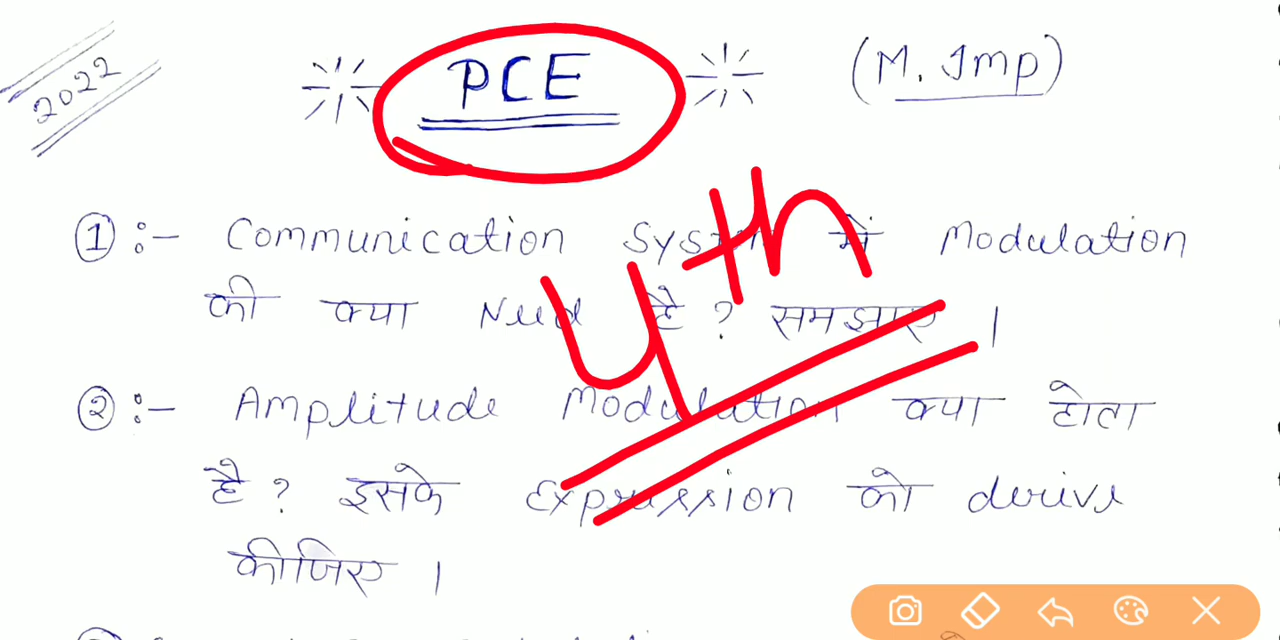 2022
PCE
(M. Imp)
4th
① :- Communication System में Modulation
की क्या Need है ? समझाए ।
② :- Amplitude Modulation क्या होता
है ? इसके Expression को derive
कीजिए ।